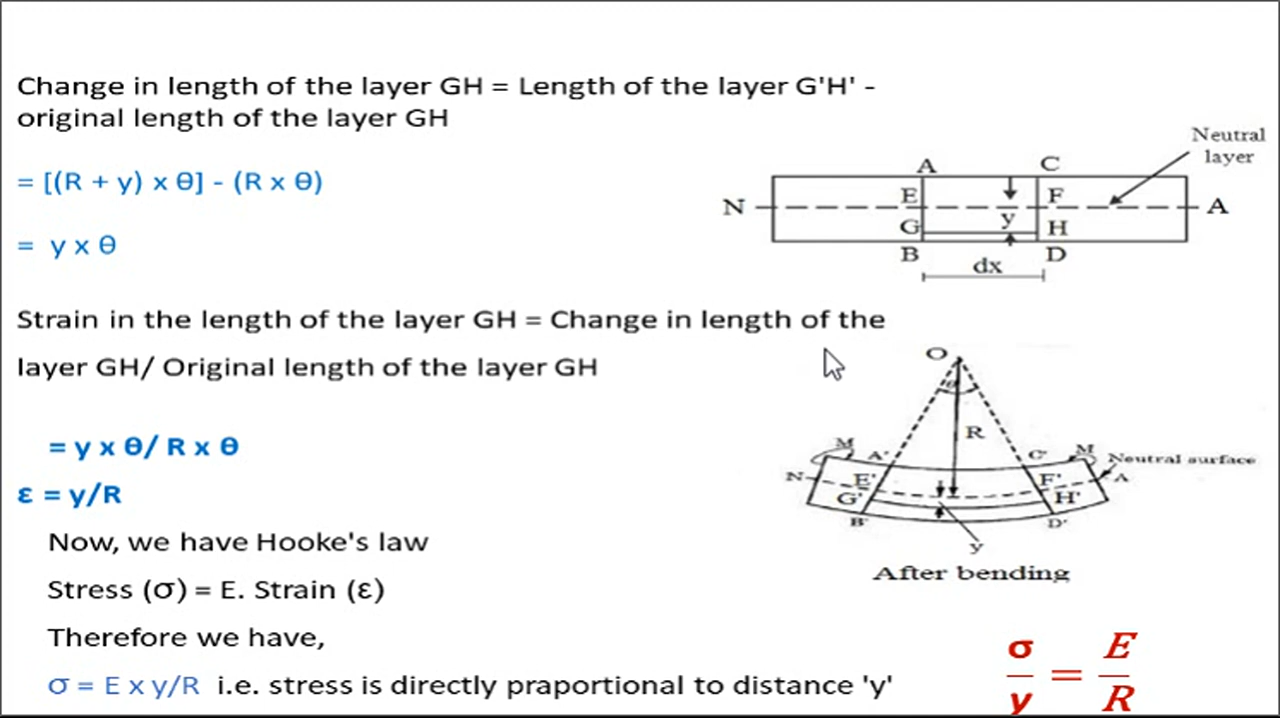 Change in length of the layer GH = Length of the layer G'H' -
original length of the layer GH
= [(R + y) x θ] - (R x θ)
= y x θ
Strain in the length of the layer GH = Change in length of the
layer GH/ Original length of the layer GH
= y x θ/ R x θ
ε = y/R
Now, we have Hooke's law
Stress (σ) = E. Strain (ε)
Therefore we have,
σ = E x y/R i.e. stress is directly praportional to distance 'y'
Neutral
layer
A C
E F
N y A
G H
B D
dx
O
θ
R
M A' C' M Neutral surface
N E' F' A
G' H'
B' D'
y
After bending
σ/y = E/R